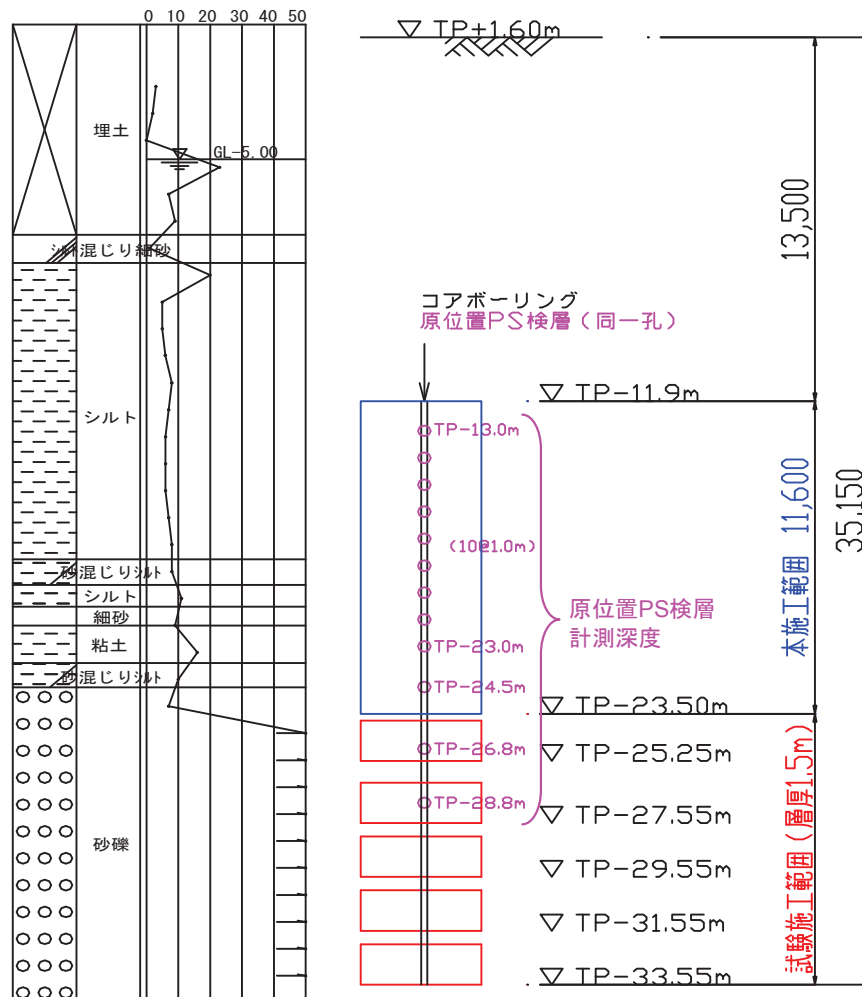 0 10 20 30 50
TP+1.60m
埋土
GL-5.00
シルト混じり細砂
13,500
コアボーリング
原位置PS検層(同一孔)
TP-11.9m
シルト
TP-13.0m
(10@1.0m)
本施工範囲 11,600
35,150
砂混じりシルト
シルト
細砂
粘土
砂混じりシルト
原位置PS検層
計測深度
TP-23.0m
TP-24.5m
TP-23.50m
TP-26.8m
TP-25.25m
TP-28.8m
TP-27.55m
砂礫
TP-29.55m
TP-31.55m
TP-33.55m
試験施工範囲(層厚1.5m)